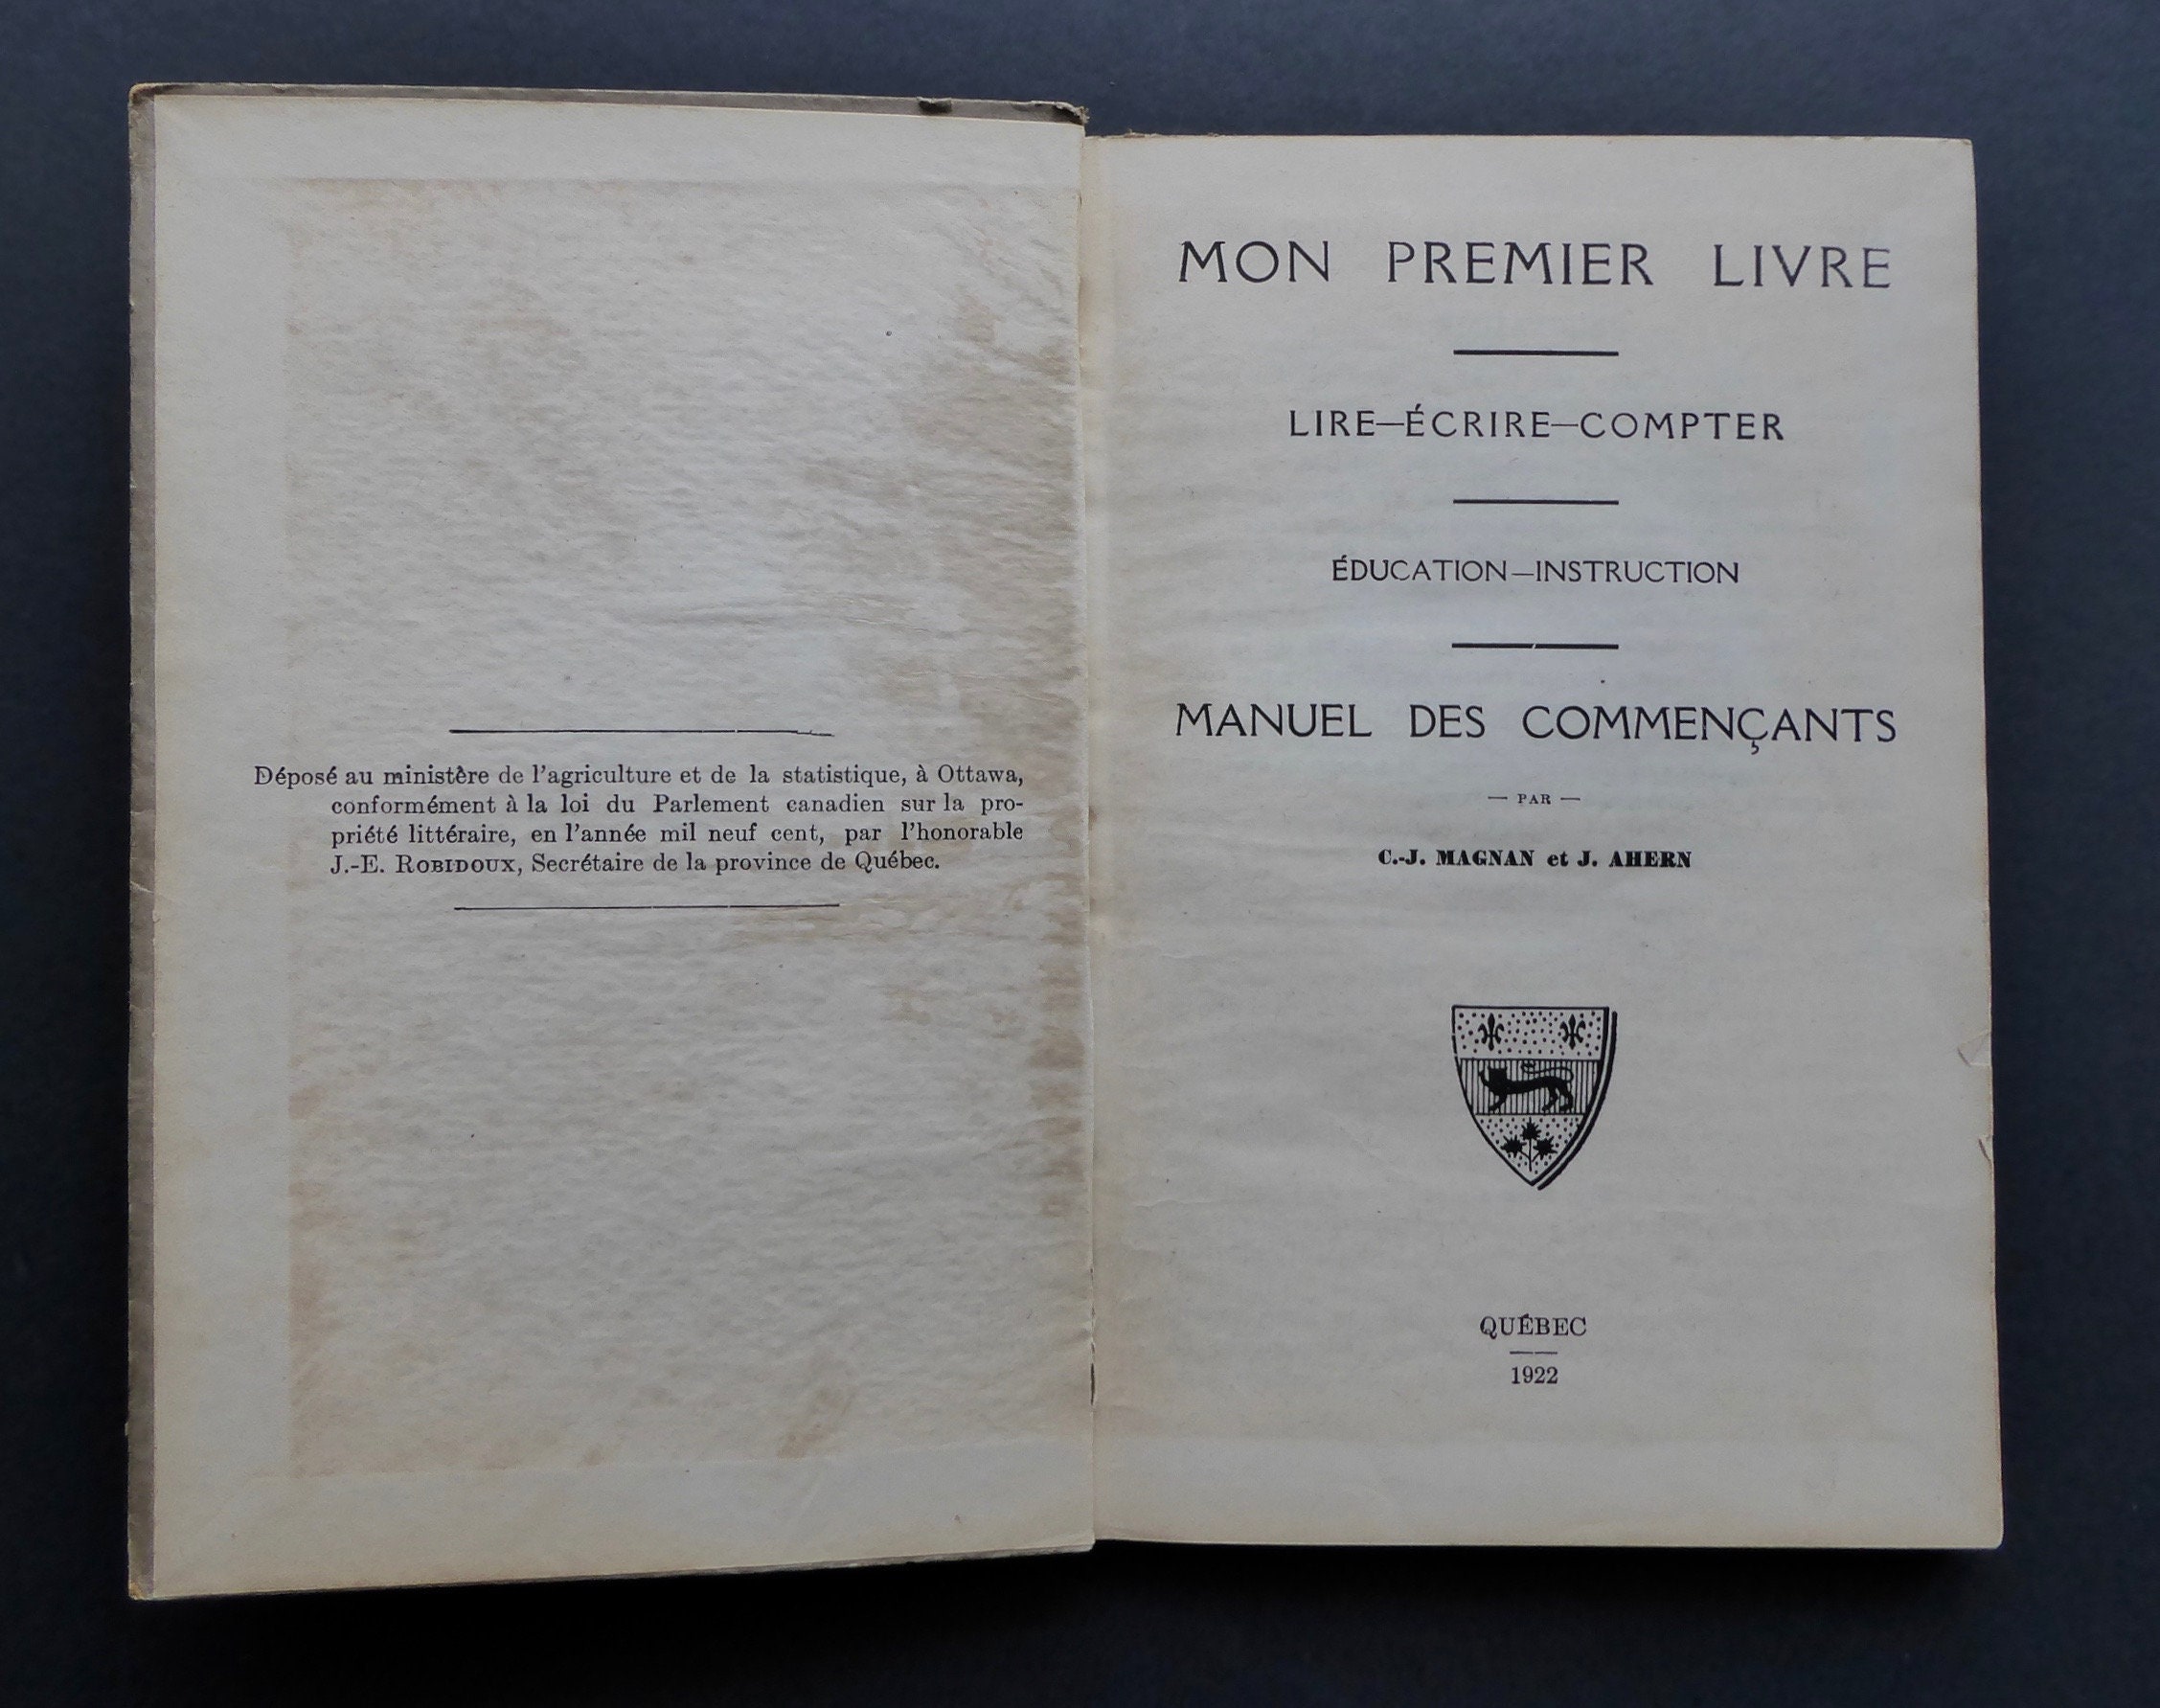 Déposé au ministère de l'agriculture et de la statistique, à Ottawa,
conformément à la loi du Parlement canadien sur la pro-
priété littéraire, en l'année mil neuf cent, par l'honorable
J.-E. ROBIDOUX, Secrétaire de la province de Québec.
MON PREMIER LIVRE
LIRE—ÉCRIRE—COMPTER
ÉDUCATION—INSTRUCTION
MANUEL DES COMMENÇANTS
— PAR —
C.-J. MAGNAN et J. AHERN
QUÉBEC
1922